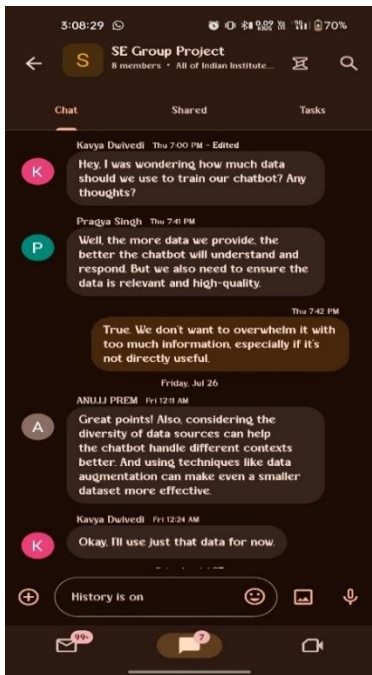 3:08:29
9.02 KB/s
70%
S
SE Group Project
8 members • All of Indian Institute...
Chat
Shared
Tasks
Kavya Dwivedi Thu 7:00 PM - Edited
K
Hey, I was wondering how much data
should we use to train our chatbot? Any
thoughts?
Pragya Singh Thu 7:41 PM
P
Well, the more data we provide, the
better the chatbot will understand and
respond. But we also need to ensure the
data is relevant and high-quality.
Thu 7:42 PM
True. We don't want to overwhelm it with
too much information, especially if it's
not directly useful.
Friday, Jul 26
ANUJJ PREM Fri 12:11 AM
A
Great points! Also, considering the
diversity of data sources can help
the chatbot handle different contexts
better. And using techniques like data
augmentation can make even a smaller
dataset more effective.
Kavya Dwivedi Fri 12:24 AM
K
Okay, I'll use just that data for now.
History is on
99+
7